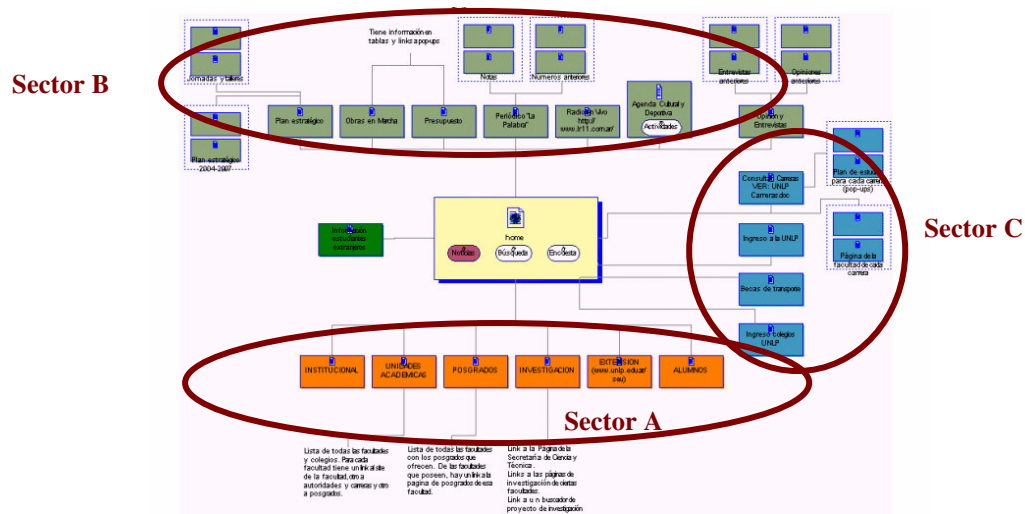 Tiene información en
tablas y links a pop-ups
Jornadas y talleres
Notas
Números anteriores
Entrevistas
anteriores
Opiniones
anteriores
Sector B
Plan estratégico
Obras en Marcha
Presupuesto
Periódico "La
Palabra"
Radio en Vivo
http://
www.lr11.com.ar/
Agenda Cultural y
Deportiva
Actividades
Opinión y
Entrevistas
Plan estratégico
2004-2007
Consultar Carreras
VER: UNLP
Carreras.doc
Plan de estudio
para cada carrera
(pop-ups)
Sector C
Información
estudiantes
extranjeros
home
Noticias
Búsqueda
Encuesta
Ingreso a la UNLP
Página de la
facultad de cada
carrera
Becas de transporte
Ingreso colegios
UNLP
INSTITUCIONAL
UNIDADES
ACADEMICAS
POSGRADOS
INVESTIGACION
EXTENSION
(www.unlp.edu.ar/
seu)
ALUMNOS
Sector A
Lista de todas las facultades
y colegios. Para cada
facultad tiene un link al site
de la facultad, otro a
autoridades y carreras y otro
a posgrados.
Lista de todas las facultades
con los posgrados que
ofrecen. De las facultades
que poseen, hay un link a la
pagina de posgrados de esa
facultad.
Link a la Página de la
Secretaría de Ciencia y
Técnica.
Links a las páginas de
investigación de ciertas
facultades.
Link a un buscador de
proyecto de investigación